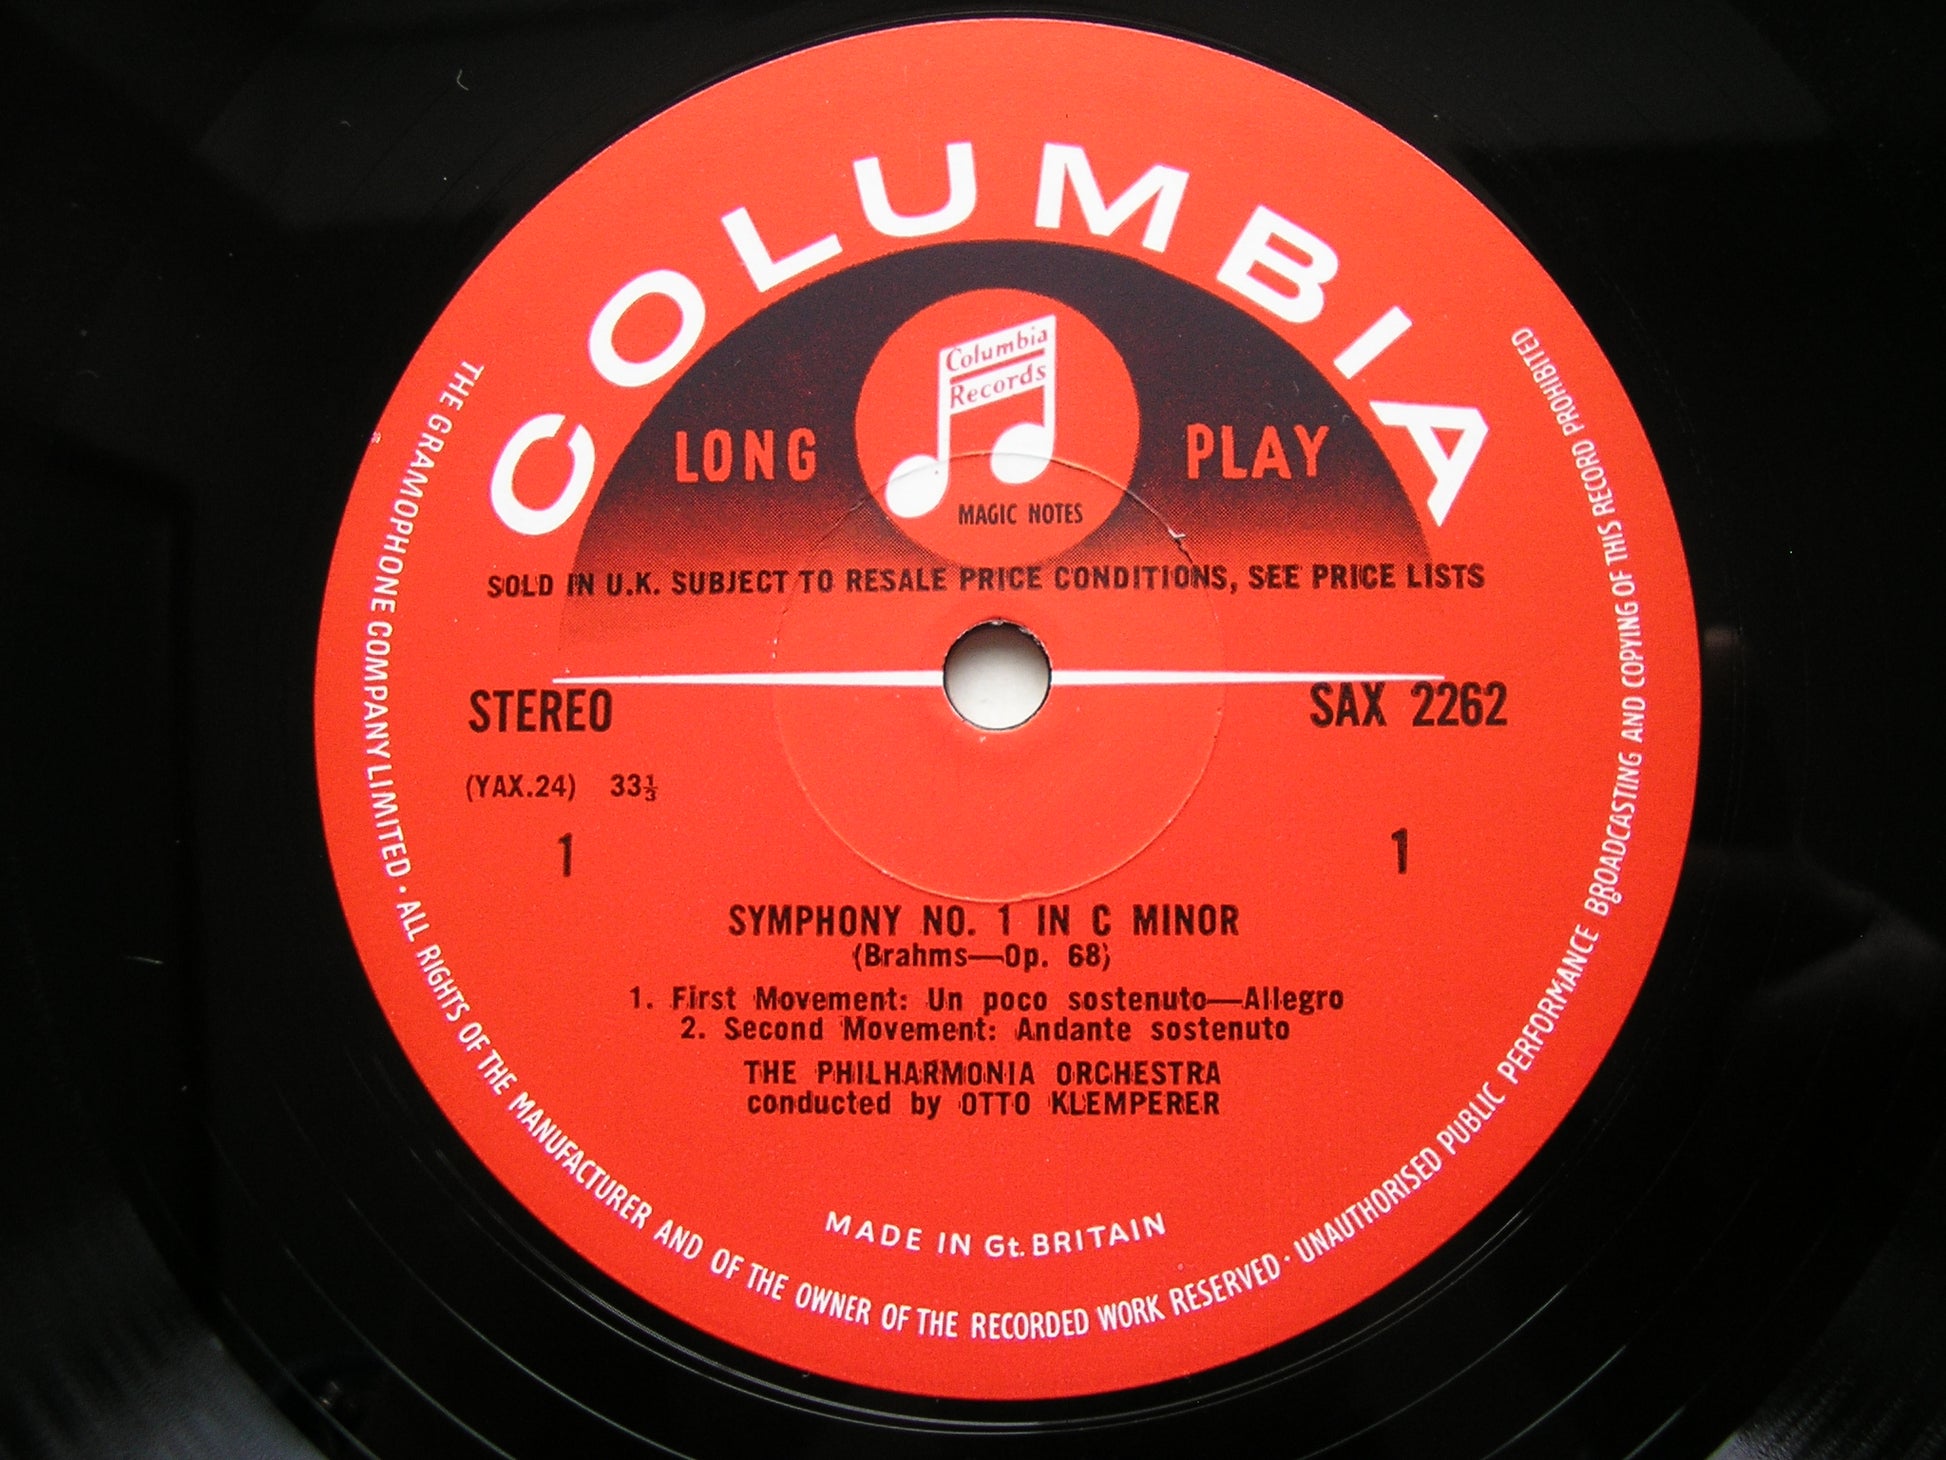 COLUMBIA
Columbia
Records
LONG PLAY
MAGIC NOTES
SOLD IN U.K. SUBJECT TO RESALE PRICE CONDITIONS, SEE PRICE LISTS
STEREO SAX 2262
(YAX.24) 33⅓
1 1
SYMPHONY NO. 1 IN C MINOR
(Brahms—Op. 68)
1. First Movement: Un poco sostenuto—Allegro
2. Second Movement: Andante sostenuto
THE PHILHARMONIA ORCHESTRA
conducted by OTTO KLEMPERER
MADE IN Gt. BRITAIN
THE GRAMOPHONE COMPANY LIMITED · ALL RIGHTS OF THE MANUFACTURER AND OF THE OWNER OF THE RECORDED WORK RESERVED · UNAUTHORISED PUBLIC PERFORMANCE BROADCASTING AND COPYING OF THIS RECORD PROHIBITED